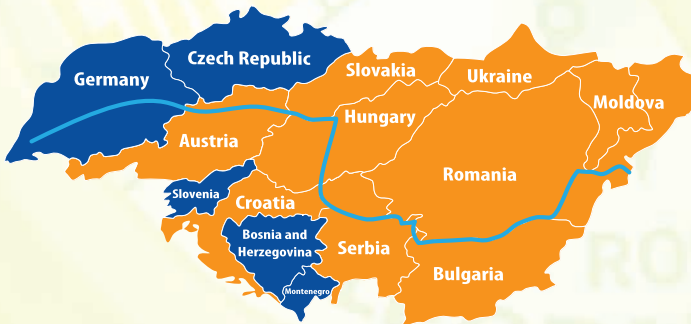 Czech Republic
Germany
Slovakia
Ukraine
Moldova
Hungary
Austria
Romania
Slovenia
Croatia
Bosnia and
Herzegovina
Serbia
Bulgaria
Montenegro